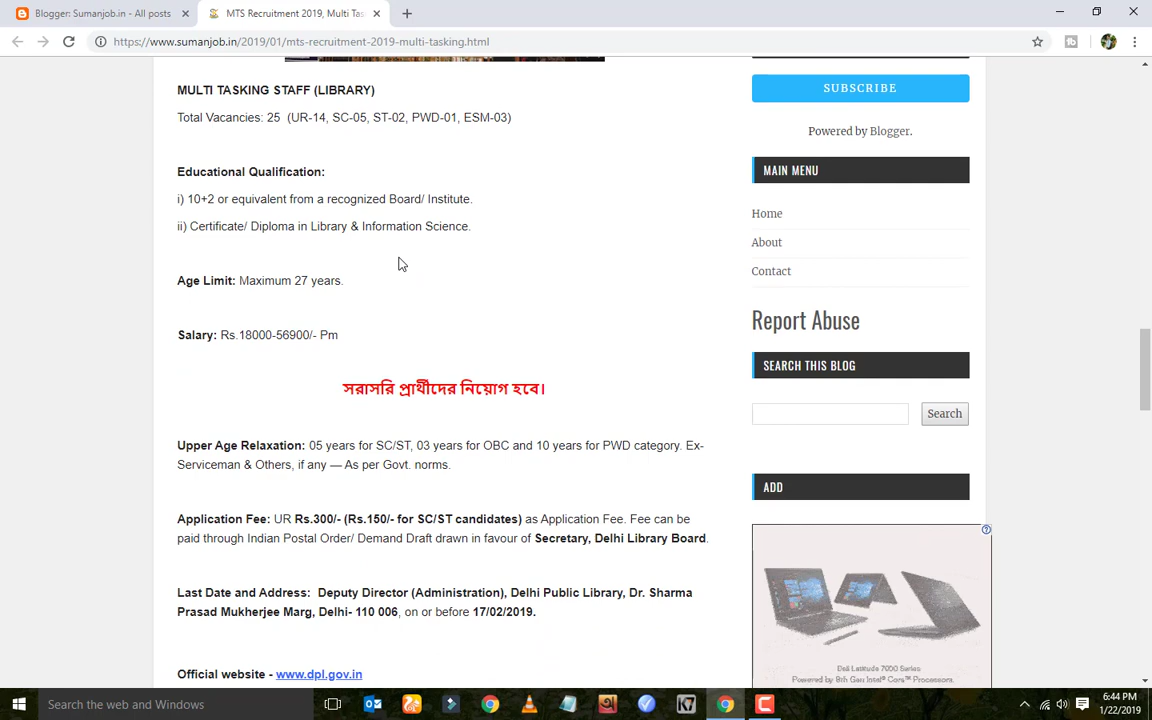 Blogger: Sumanjob.in - All posts
MTS Recruitment 2019, Multi Tas
https://www.sumanjob.in/2019/01/mts-recruitment-2019-multi-tasking.html
MULTI TASKING STAFF (LIBRARY)
Total Vacancies: 25 (UR-14, SC-05, ST-02, PWD-01, ESM-03)
Educational Qualification:
i) 10+2 or equivalent from a recognized Board/ Institute.
ii) Certificate/ Diploma in Library & Information Science.
Age Limit: Maximum 27 years.
Salary: Rs.18000-56900/- Pm
সরাসরি প্রার্থীদের নিয়োগ হবে।
Upper Age Relaxation: 05 years for SC/ST, 03 years for OBC and 10 years for PWD category. Ex-
Serviceman & Others, if any — As per Govt. norms.
Application Fee: UR Rs.300/- (Rs.150/- for SC/ST candidates) as Application Fee. Fee can be
paid through Indian Postal Order/ Demand Draft drawn in favour of Secretary, Delhi Library Board.
Last Date and Address: Deputy Director (Administration), Delhi Public Library, Dr. Sharma
Prasad Mukherjee Marg, Delhi- 110 006, on or before 17/02/2019.
Official website - www.dpl.gov.in
SUBSCRIBE
Powered by Blogger.
MAIN MENU
Home
About
Contact
Report Abuse
SEARCH THIS BLOG
Search
ADD
Dell Latitude 7000 Series
Powered by 8th Gen Intel® Core™ Processors.
Search the web and Windows
6:44 PM
1/22/2019